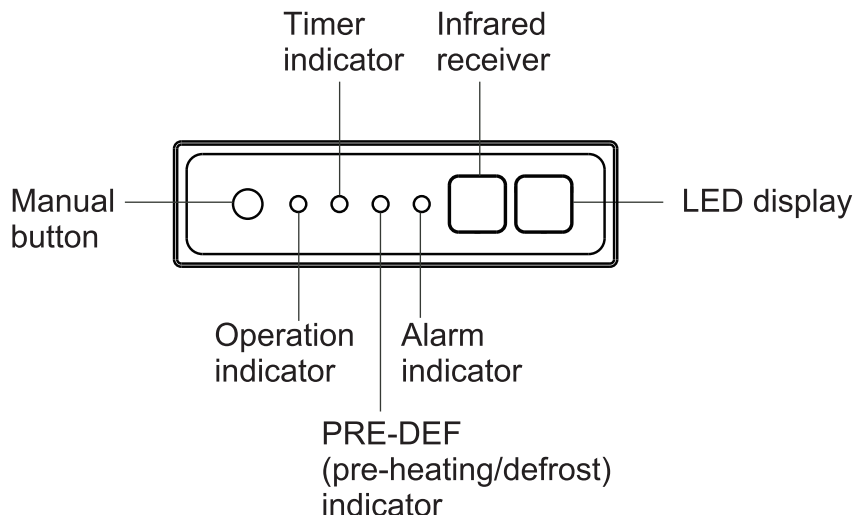 Timer
indicator
Infrared
receiver
Manual
button
LED display
Operation
indicator
Alarm
indicator
PRE-DEF
(pre-heating/defrost)
indicator